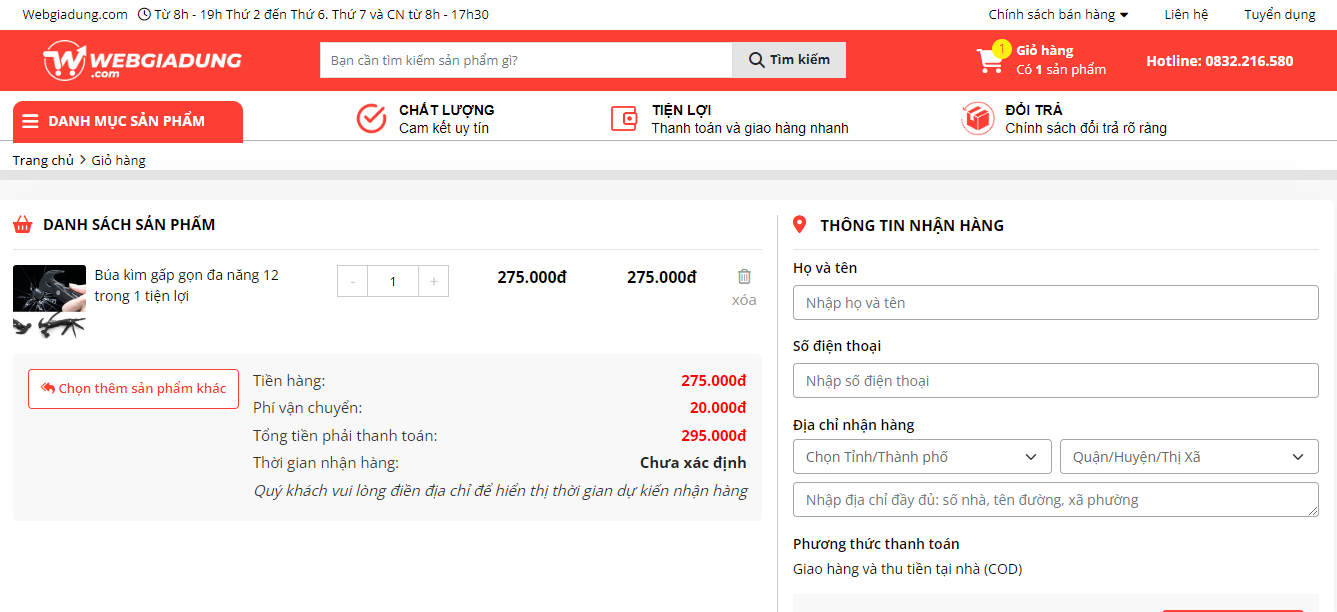 Webgiadung.com Từ 8h - 19h Thứ 2 đến Thứ 6. Thứ 7 và CN từ 8h - 17h30
Chính sách bán hàng
Liên hệ
Tuyển dụng
WEBGIADUNG
.com
Bạn cần tìm kiếm sản phẩm gì?
Tìm kiếm
1
Giỏ hàng
Có 1 sản phẩm
Hotline: 0832.216.580
DANH MỤC SẢN PHẨM
CHẤT LƯỢNG
Cam kết uy tín
TIỆN LỢI
Thanh toán và giao hàng nhanh
ĐỔI TRẢ
Chính sách đổi trả rõ ràng
Trang chủ > Giỏ hàng
DANH SÁCH SẢN PHẨM
Búa kìm gấp gọn đa năng 12
trong 1 tiện lợi
- 1 +
275.000đ
275.000đ
xóa
Chọn thêm sản phẩm khác
Tiền hàng: 275.000đ
Phí vận chuyển: 20.000đ
Tổng tiền phải thanh toán: 295.000đ
Thời gian nhận hàng: Chưa xác định
Quý khách vui lòng điền địa chỉ để hiển thị thời gian dự kiến nhận hàng
THÔNG TIN NHẬN HÀNG
Họ và tên
Nhập họ và tên
Số điện thoại
Nhập số điện thoại
Địa chỉ nhận hàng
Chọn Tỉnh/Thành phố
Quận/Huyện/Thị Xã
Nhập địa chỉ đầy đủ: số nhà, tên đường, xã phường
Phương thức thanh toán
Giao hàng và thu tiền tại nhà (COD)